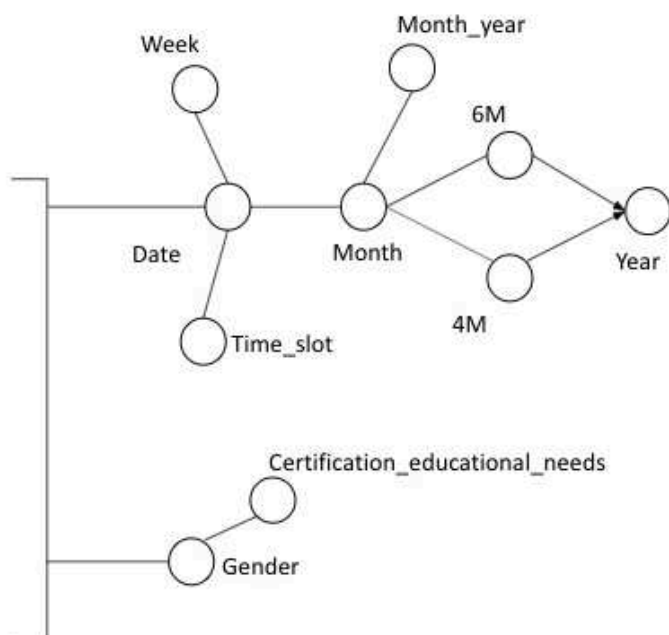 Month_year
Week
6M
Date
Month
Year
4M
Time_slot
Certification_educational_needs
Gender